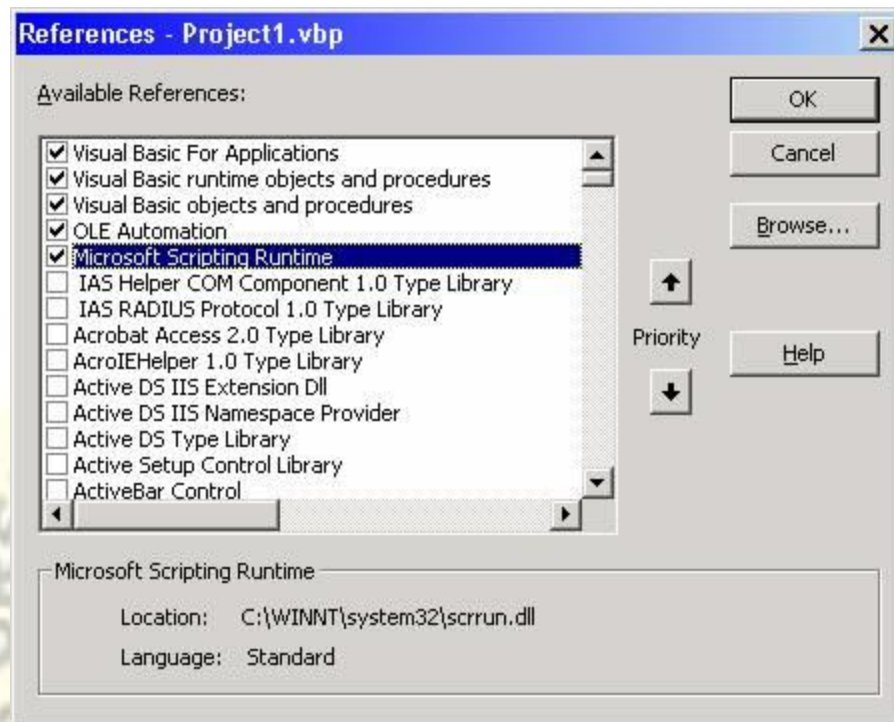 References - Project1.vbp
Available References:
OK
Cancel
Browse...
Help
Visual Basic For Applications
Visual Basic runtime objects and procedures
Visual Basic objects and procedures
OLE Automation
Microsoft Scripting Runtime
IAS Helper COM Component 1.0 Type Library
IAS RADIUS Protocol 1.0 Type Library
Acrobat Access 2.0 Type Library
AcroIEHelper 1.0 Type Library
Active DS IIS Extension Dll
Active DS IIS Namespace Provider
Active DS Type Library
Active Setup Control Library
ActiveBar Control
Priority
Microsoft Scripting Runtime
Location: C:\WINNT\system32\scrrun.dll
Language: Standard